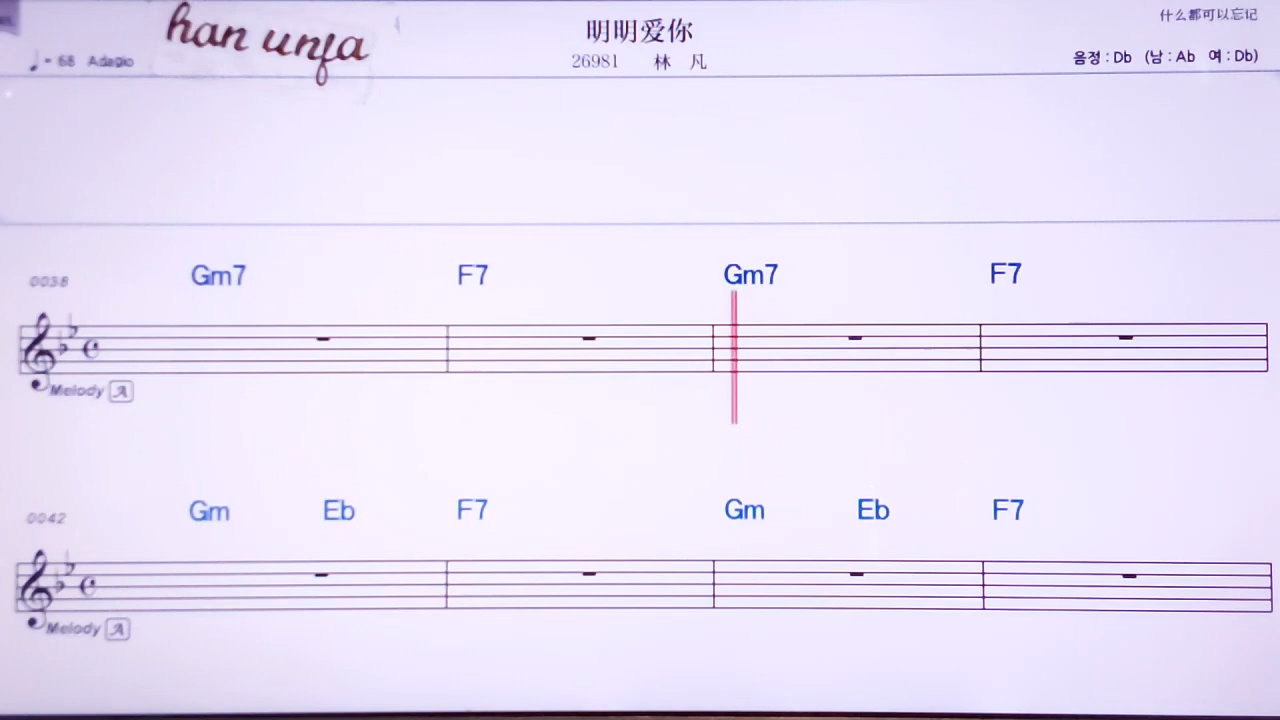 han unja
明明爱你
什么都可以忘记
♩= 68 Adagio
26981 林 凡
음정 : Db (남 : Ab 여 : Db)
0038 Gm7 F7 Gm7 F7
Melody A
0042 Gm Eb F7 Gm Eb F7
Melody A